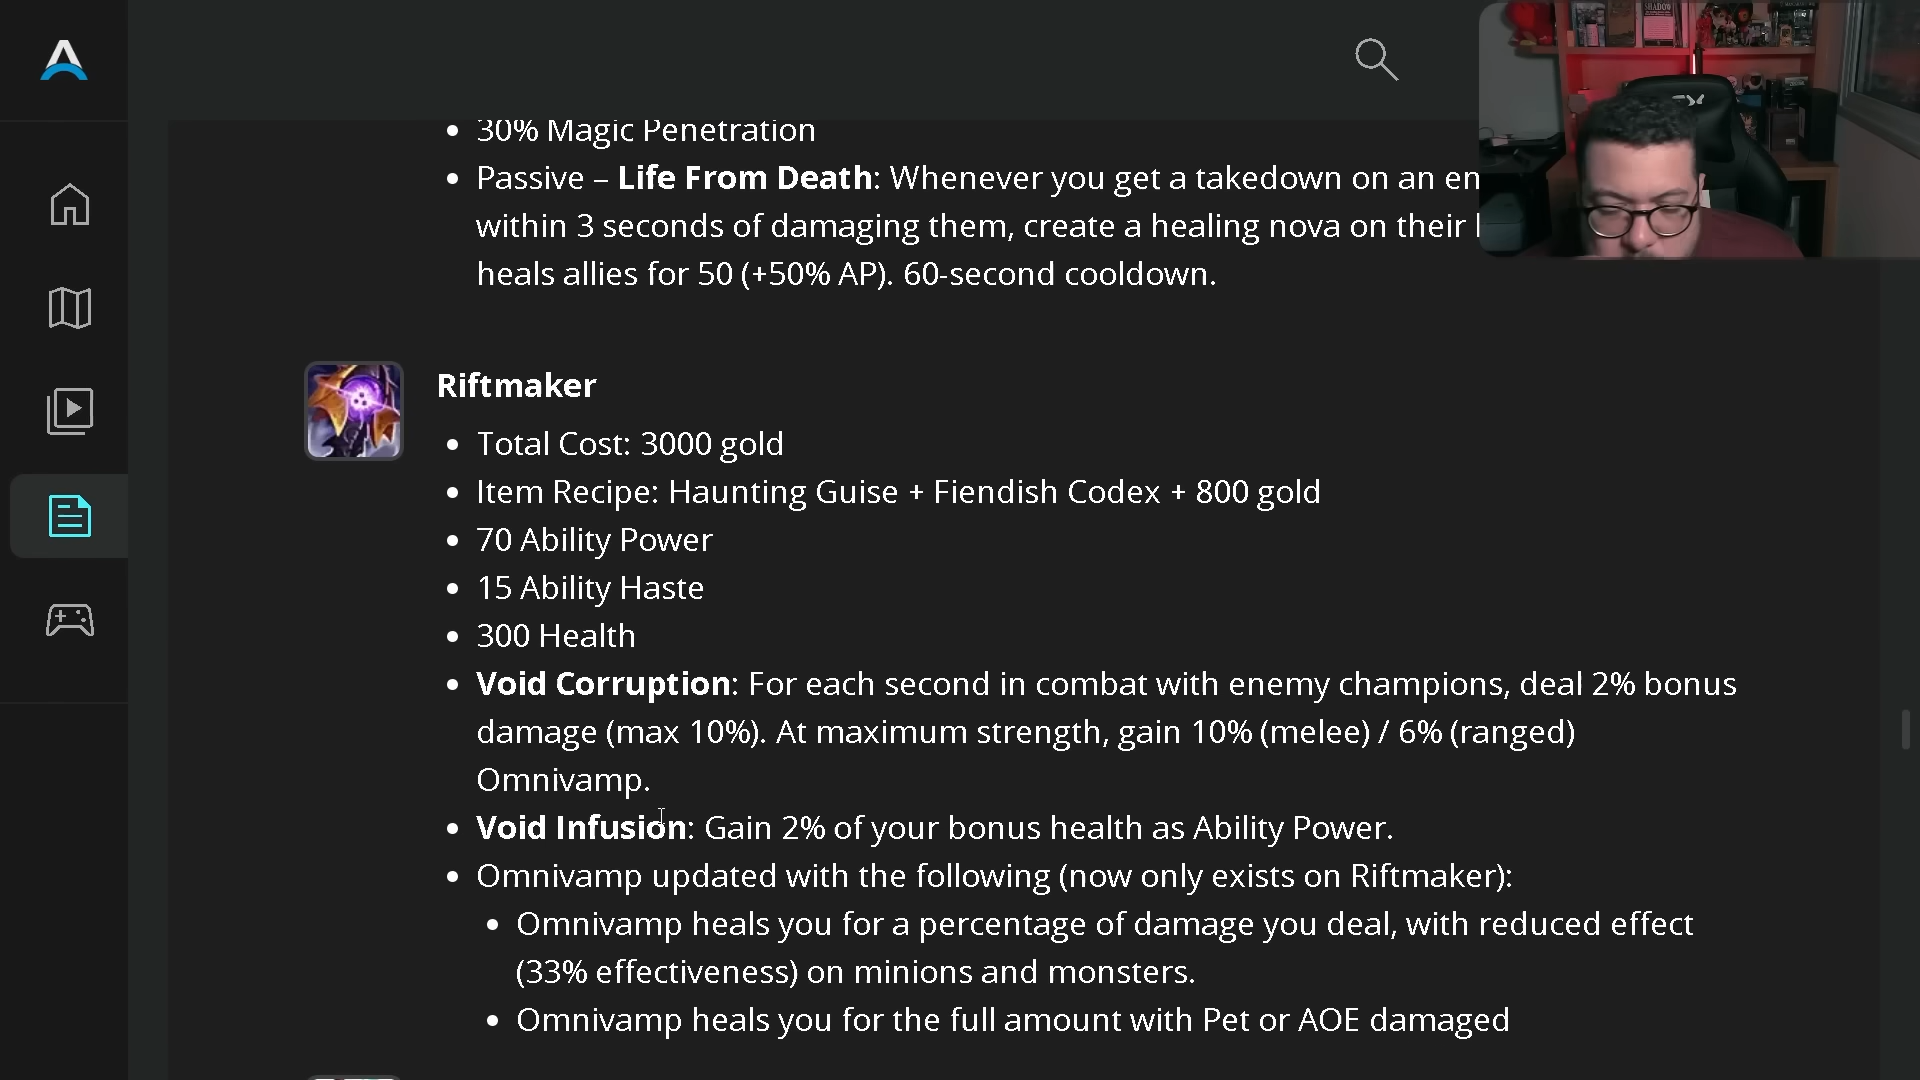 30% Magic Penetration
Passive – Life From Death: Whenever you get a takedown on an en
within 3 seconds of damaging them, create a healing nova on their
heals allies for 50 (+50% AP). 60-second cooldown.
Riftmaker
Total Cost: 3000 gold
Item Recipe: Haunting Guise + Fiendish Codex + 800 gold
70 Ability Power
15 Ability Haste
300 Health
Void Corruption: For each second in combat with enemy champions, deal 2% bonus
damage (max 10%). At maximum strength, gain 10% (melee) / 6% (ranged)
Omnivamp.
Void Infusion: Gain 2% of your bonus health as Ability Power.
Omnivamp updated with the following (now only exists on Riftmaker):
Omnivamp heals you for a percentage of damage you deal, with reduced effect
(33% effectiveness) on minions and monsters.
Omnivamp heals you for the full amount with Pet or AOE damaged